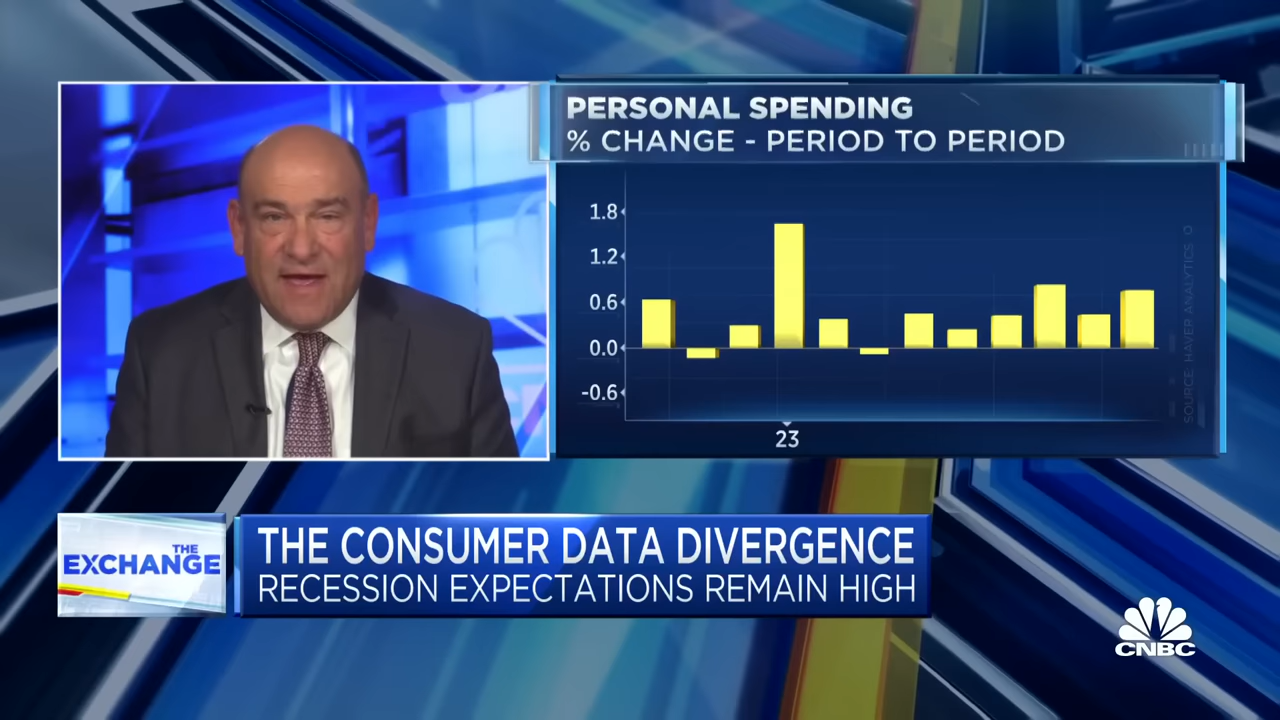 PERSONAL SPENDING
% CHANGE - PERIOD TO PERIOD
1.8
1.2
0.6
0.0
-0.6
23
SOURCE: HAVER ANALYTICS
THE
EXCHANGE
THE CONSUMER DATA DIVERGENCE
RECESSION EXPECTATIONS REMAIN HIGH
CNBC